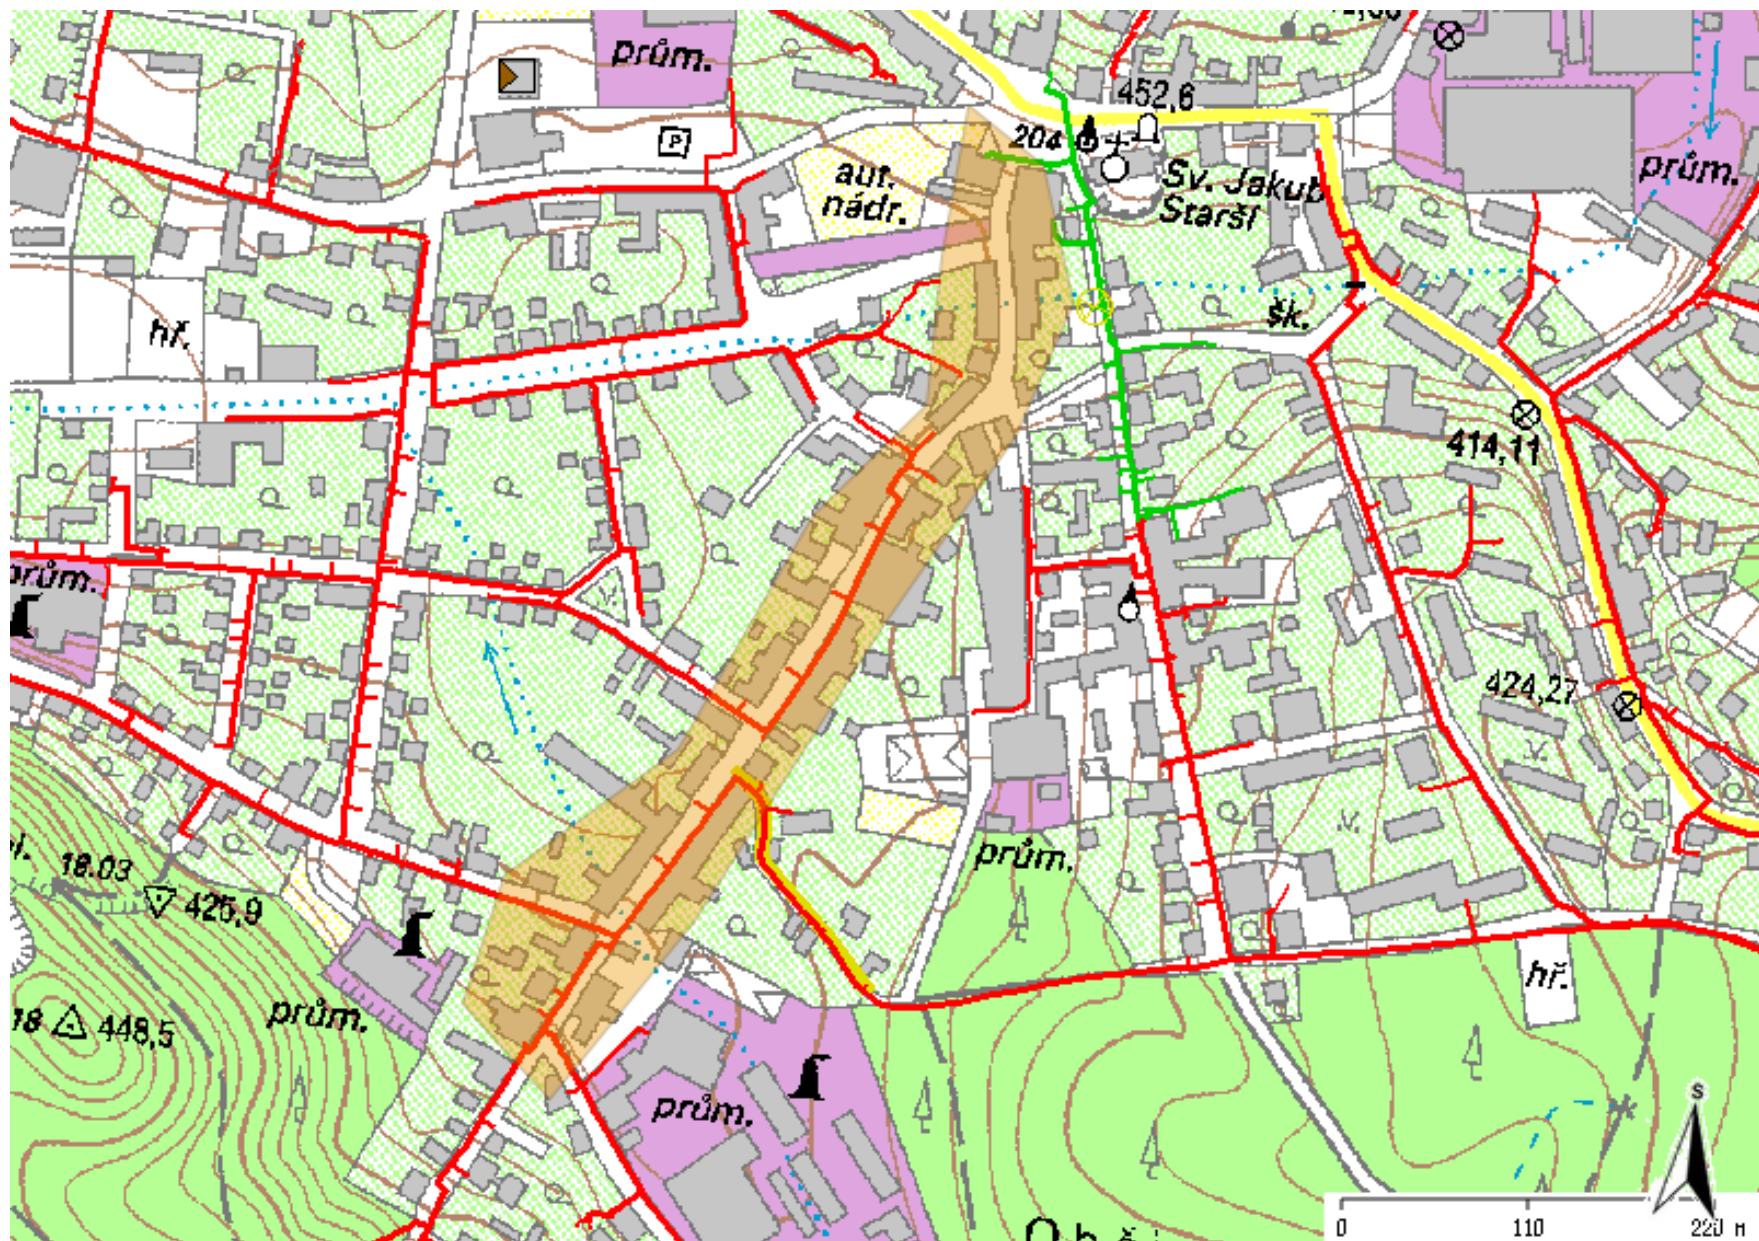 prům.
452,6
204
P
aut.
nádr.
Sv. Jakub
Starší
prům.
hř.
šk.
414,11
prům.
424,27
prům.
18.03
425,9
hř.
18
448,5
prům.
prům.
S
0 110 220 м